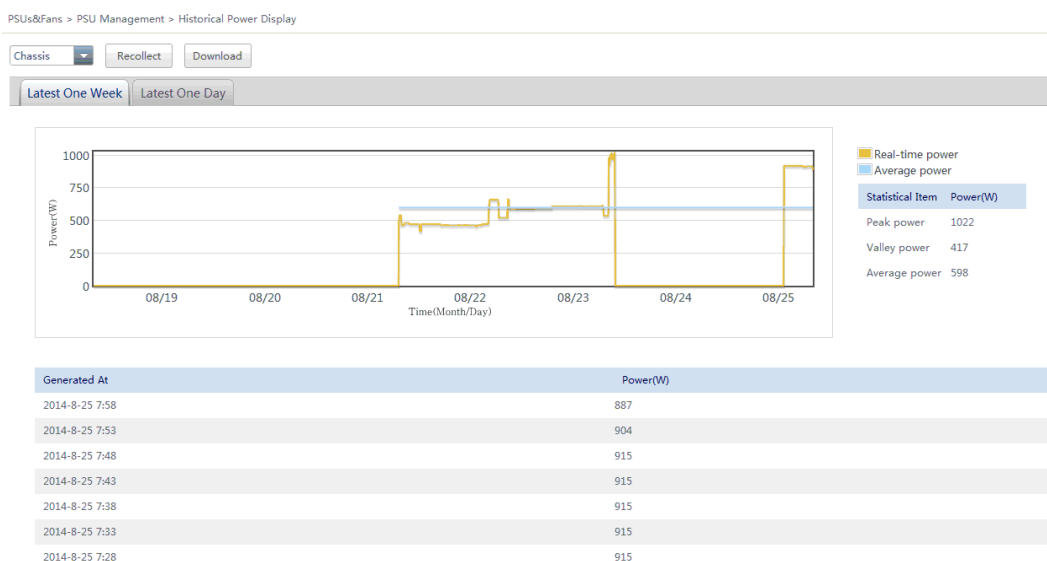 PSUs&Fans > PSU Management > Historical Power Display
Chassis Recollect Download
Latest One Week Latest One Day
1000
750
500
250
0
Power(W)
08/19 08/20 08/21 08/22 08/23 08/24 08/25
Time(Month/Day)
Real-time power
Average power
Statistical Item Power(W)
Peak power 1022
Valley power 417
Average power 598
Generated At Power(W)
2014-8-25 7:58 887
2014-8-25 7:53 904
2014-8-25 7:48 915
2014-8-25 7:43 915
2014-8-25 7:38 915
2014-8-25 7:33 915
2014-8-25 7:28 915